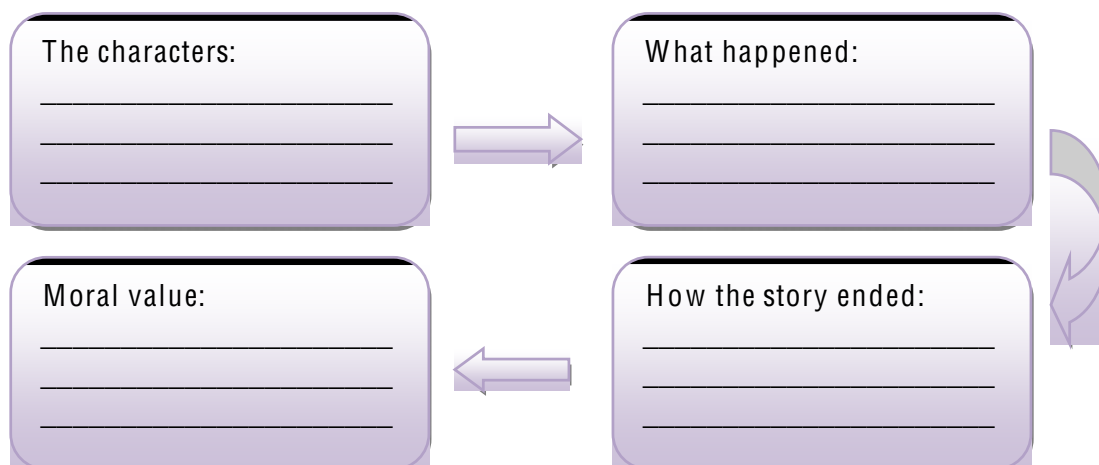 The characters:
What happened:
How the story ended:
Moral value: